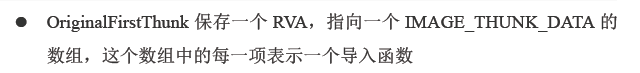 ● OriginalFirstThunk 保存一个 RVA，指向一个 IMAGE_THUNK_DATA 的
数组，这个数组中的每一项表示一个导入函数